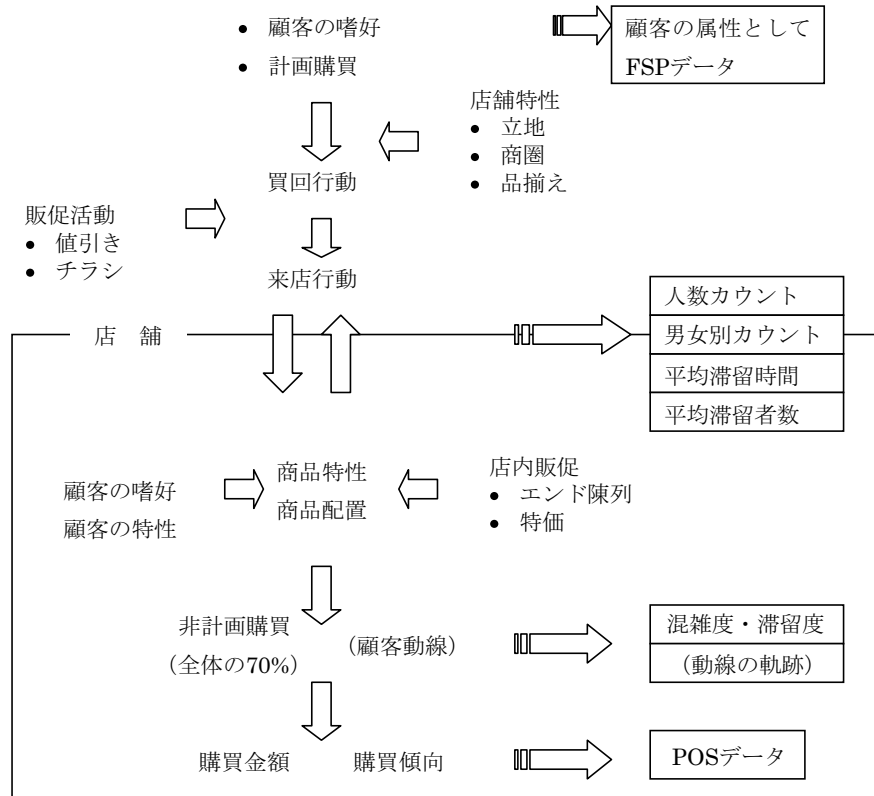 • 顧客の嗜好
• 計画購買
顧客の属性として
FSPデータ
店舗特性
• 立地
• 商圏
• 品揃え
買回行動
販促活動
• 値引き
• チラシ
来店行動
人数カウント
店 舗
男女別カウント
平均滞留時間
平均滞留者数
顧客の嗜好
顧客の特性
商品特性
商品配置
店内販促
• エンド陳列
• 特価
非計画購買
(全体の70%)
(顧客動線)
混雑度・滞留度
(動線の軌跡)
購買金額
購買傾向
POSデータ